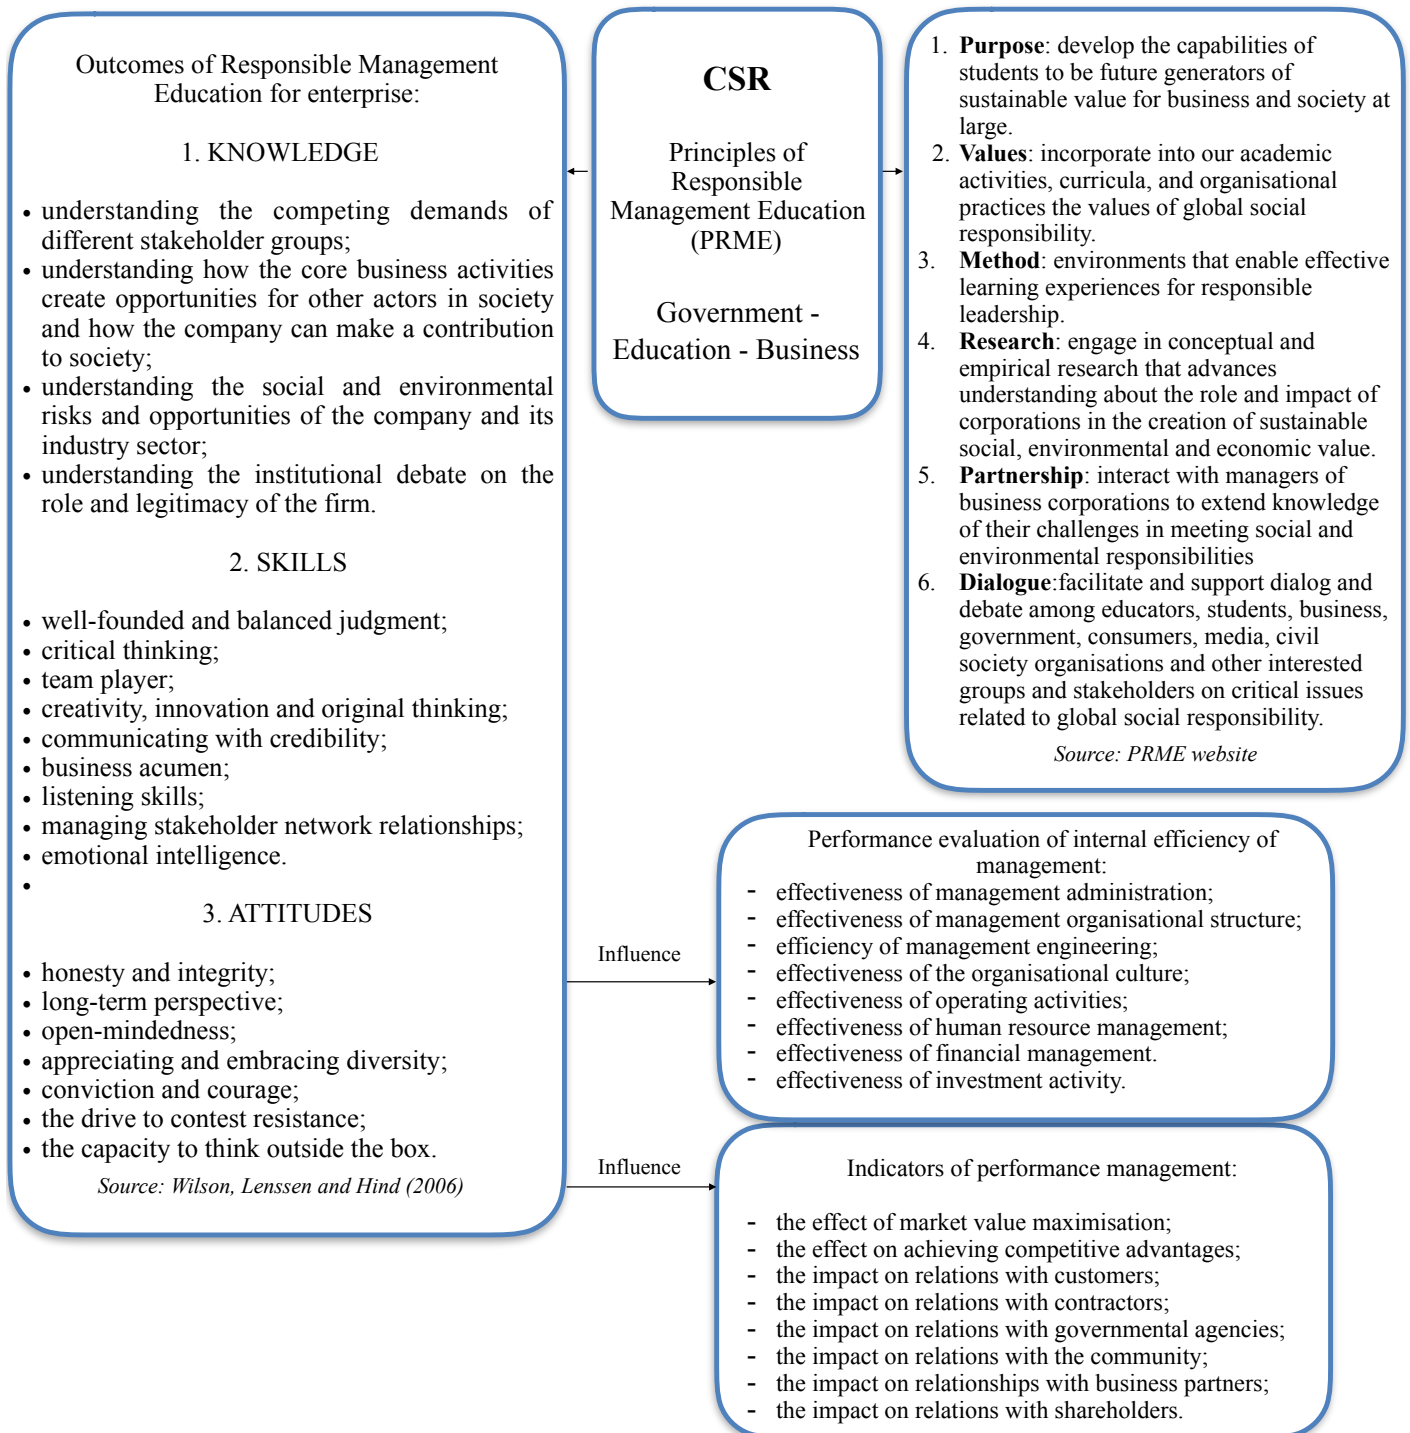 Outcomes of Responsible Management
Education for enterprise:
1. KNOWLEDGE
• understanding the competing demands of
different stakeholder groups;
• understanding how the core business activities
create opportunities for other actors in society
and how the company can make a contribution
to society;
• understanding the social and environmental
risks and opportunities of the company and its
industry sector;
• understanding the institutional debate on the
role and legitimacy of the firm.
2. SKILLS
• well-founded and balanced judgment;
• critical thinking;
• team player;
• creativity, innovation and original thinking;
• communicating with credibility;
• business acumen;
• listening skills;
• managing stakeholder network relationships;
• emotional intelligence.
•
3. ATTITUDES
• honesty and integrity;
• long-term perspective;
• open-mindedness;
• appreciating and embracing diversity;
• conviction and courage;
• the drive to contest resistance;
• the capacity to think outside the box.
Source: Wilson, Lenssen and Hind (2006)
CSR
Principles of
Responsible
Management Education
(PRME)
Government -
Education - Business
1. Purpose: develop the capabilities of
students to be future generators of
sustainable value for business and society at
large.
2. Values: incorporate into our academic
activities, curricula, and organisational
practices the values of global social
responsibility.
3. Method: environments that enable effective
learning experiences for responsible
leadership.
4. Research: engage in conceptual and
empirical research that advances
understanding about the role and impact of
corporations in the creation of sustainable
social, environmental and economic value.
5. Partnership: interact with managers of
business corporations to extend knowledge
of their challenges in meeting social and
environmental responsibilities
6. Dialogue:facilitate and support dialog and
debate among educators, students, business,
government, consumers, media, civil
society organisations and other interested
groups and stakeholders on critical issues
related to global social responsibility.
Source: PRME website
Influence
Performance evaluation of internal efficiency of
management:
- effectiveness of management administration;
- effectiveness of management organisational structure;
- efficiency of management engineering;
- effectiveness of the organisational culture;
- effectiveness of operating activities;
- effectiveness of human resource management;
- effectiveness of financial management.
- effectiveness of investment activity.
Influence
Indicators of performance management:
- the effect of market value maximisation;
- the effect on achieving competitive advantages;
- the impact on relations with customers;
- the impact on relations with contractors;
- the impact on relations with governmental agencies;
- the impact on relations with the community;
- the impact on relationships with business partners;
- the impact on relations with shareholders.